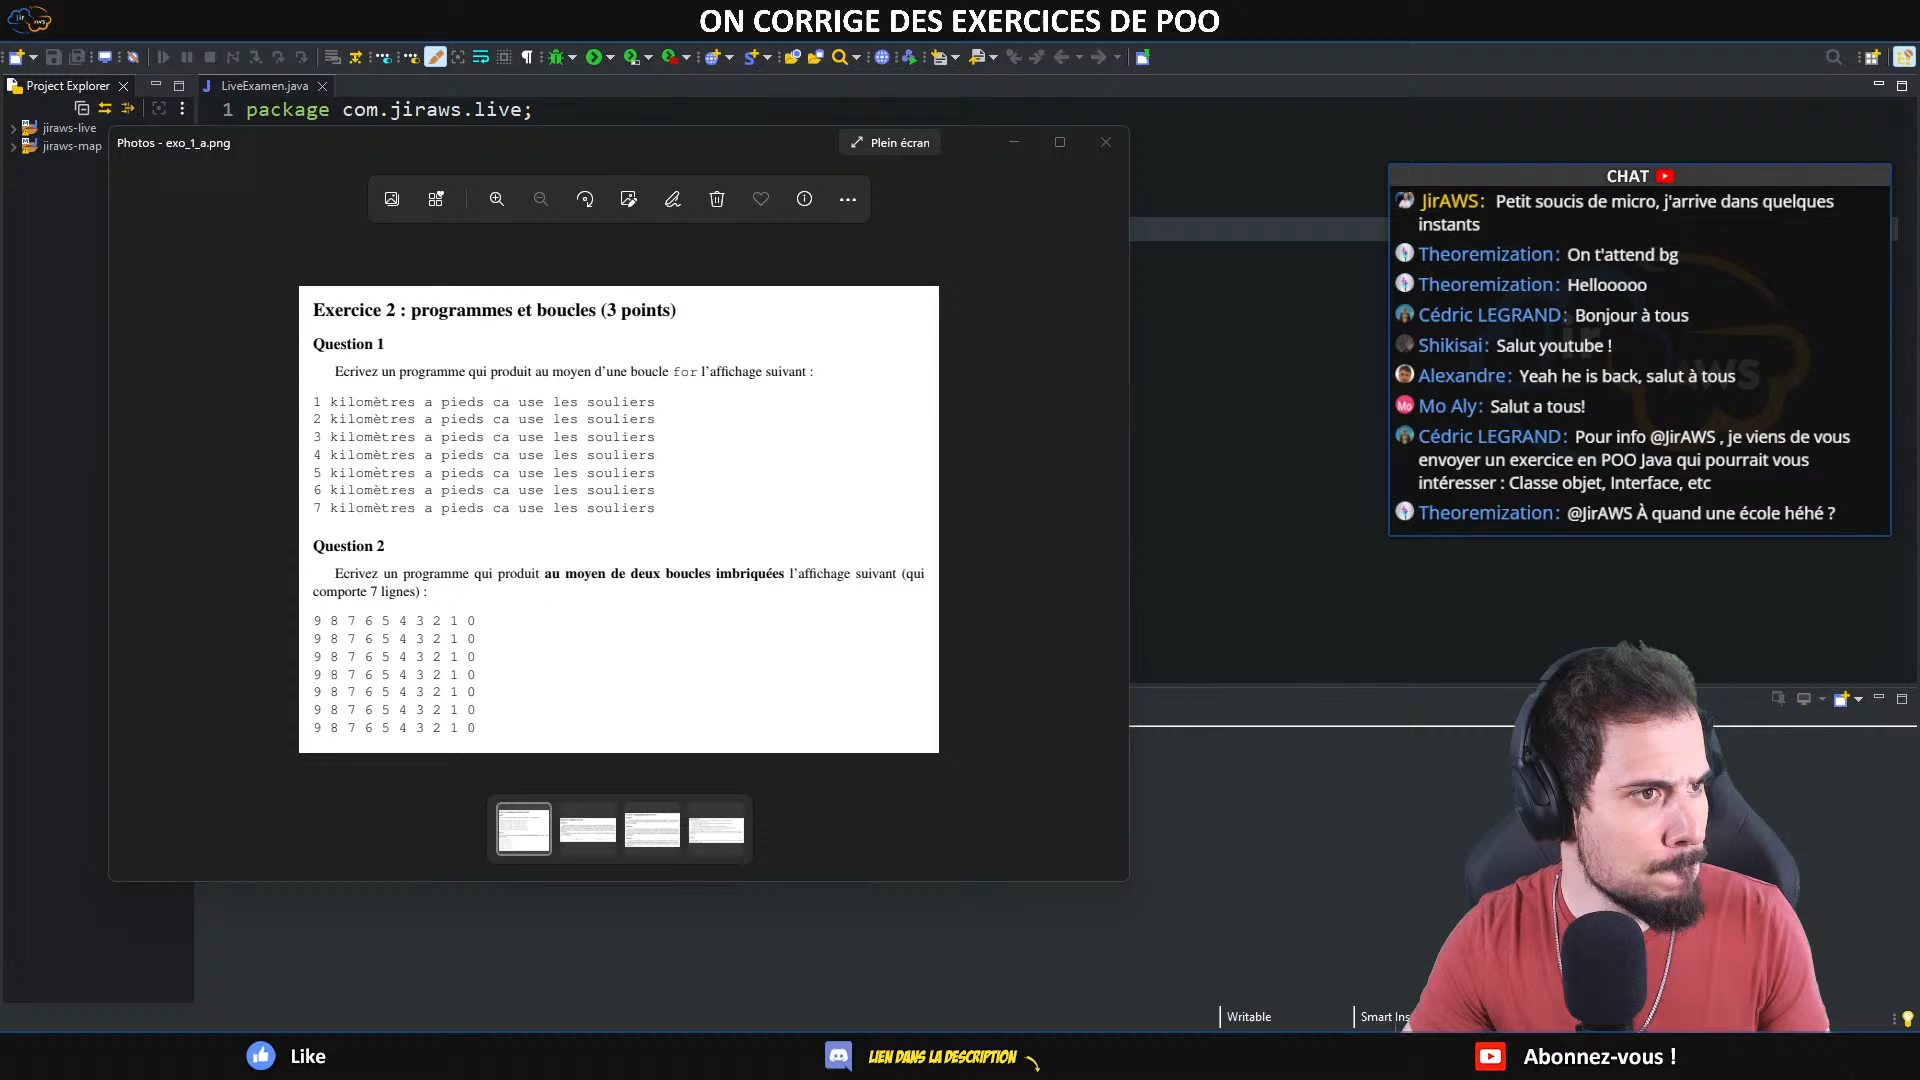 ON CORRIGE DES EXERCICES DE POO
Project Explorer
LiveExamen.java
jiraws-live
jiraws-map
1 package com.jiraws.live;
Photos - exo_1_a.png
Plein écran
Exercice 2 : programmes et boucles (3 points)
Question 1
Ecrivez un programme qui produit au moyen d'une boucle for l'affichage suivant :
1 kilomètres a pieds ca use les souliers
2 kilomètres a pieds ca use les souliers
3 kilomètres a pieds ca use les souliers
4 kilomètres a pieds ca use les souliers
5 kilomètres a pieds ca use les souliers
6 kilomètres a pieds ca use les souliers
7 kilomètres a pieds ca use les souliers
Question 2
Ecrivez un programme qui produit au moyen de deux boucles imbriquées l'affichage suivant (qui
comporte 7 lignes) :
9 8 7 6 5 4 3 2 1 0
9 8 7 6 5 4 3 2 1 0
9 8 7 6 5 4 3 2 1 0
9 8 7 6 5 4 3 2 1 0
9 8 7 6 5 4 3 2 1 0
9 8 7 6 5 4 3 2 1 0
9 8 7 6 5 4 3 2 1 0
CHAT
JirAWS: Petit soucis de micro, j'arrive dans quelques
instants
Theoremization: On t'attend bg
Theoremization: Hellooooo
Cédric LEGRAND: Bonjour à tous
Shikisai: Salut youtube !
Alexandre: Yeah he is back, salut à tous
Mo Aly: Salut a tous!
Cédric LEGRAND: Pour info @JirAWS , je viens de vous
envoyer un exercice en POO Java qui pourrait vous
intéresser : Classe objet, Interface, etc
Theoremization: @JirAWS À quand une école héhé ?
Writable
Smart Ins
Like
LIEN DANS LA DESCRIPTION
Abonnez-vous !